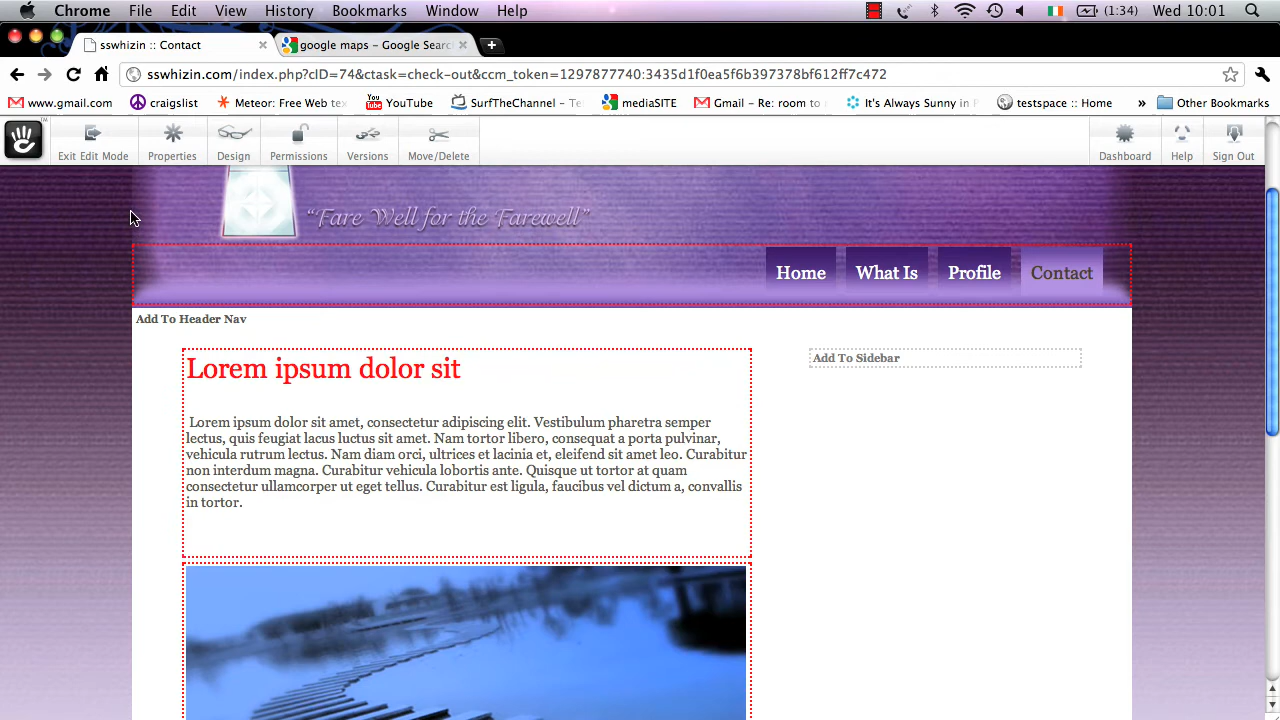 Chrome File Edit View History Bookmarks Window Help (1:34) Wed 10:01
sswhizin :: Contact google maps – Google Searc
sswhizin.com/index.php?cID=74&ctask=check-out&ccm_token=1297877740:3435d1f0ea5f6b397378bf612ff7c472
www.gmail.com craigslist Meteor: Free Web tex YouTube SurfTheChannel – Te mediaSITE Gmail – Re: room to It's Always Sunny in P testspace :: Home » Other Bookmarks
Exit Edit Mode Properties Design Permissions Versions Move/Delete Dashboard Help Sign Out
“Fare Well for the Farewell”
Home What Is Profile Contact
Add To Header Nav
Lorem ipsum dolor sit
Add To Sidebar
Lorem ipsum dolor sit amet, consectetur adipiscing elit. Vestibulum pharetra semper
lectus, quis feugiat lacus luctus sit amet. Nam tortor libero, consequat a porta pulvinar,
vehicula rutrum lectus. Nam diam orci, ultrices et lacinia et, eleifend sit amet leo. Curabitur
non interdum magna. Curabitur vehicula lobortis ante. Quisque ut tortor at quam
consectetur ullamcorper ut eget tellus. Curabitur est ligula, faucibus vel dictum a, convallis
in tortor.